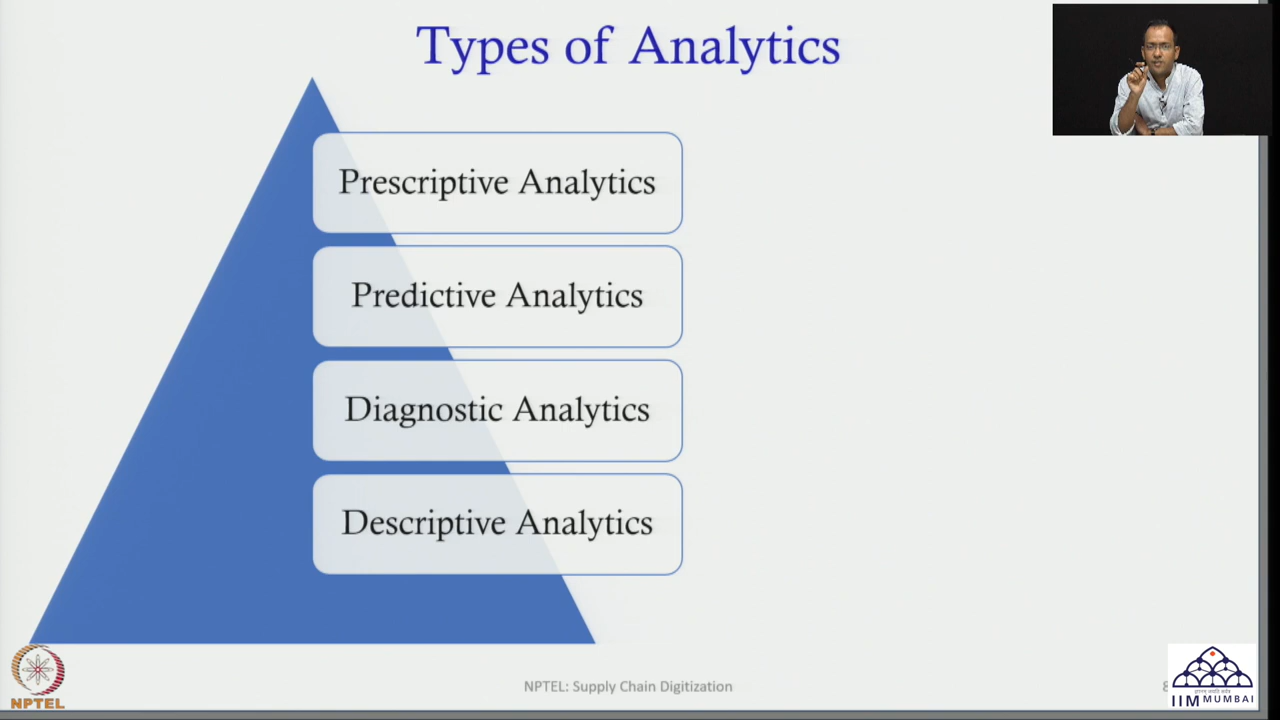 Types of Analytics
Prescriptive Analytics
Predictive Analytics
Diagnostic Analytics
Descriptive Analytics
NPTEL
NPTEL: Supply Chain Digitization
IIM MUMBAI